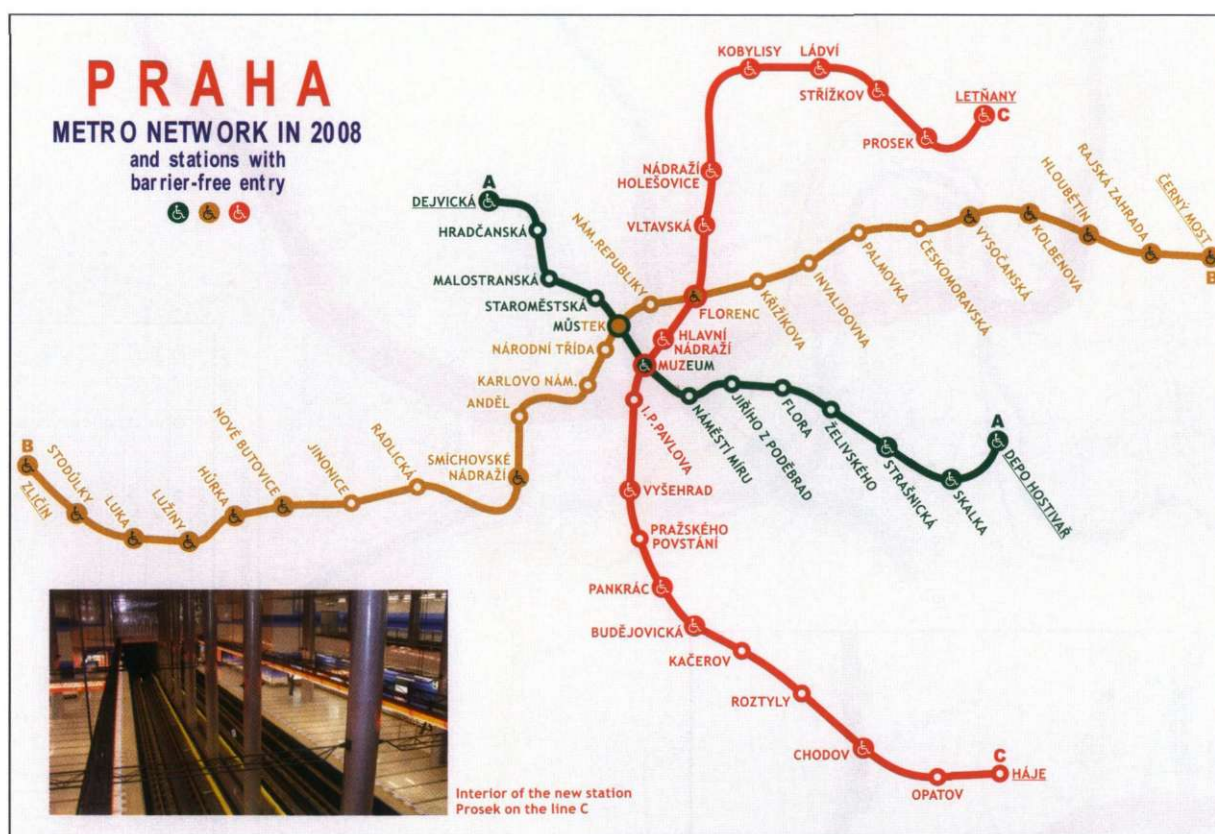 PRAHA
METRO NETWORK IN 2008
and stations with
barrier-free entry
KOBYLISY
LÁDVÍ
STŘÍŽKOV
LETŇANY
C
PROSEK
NÁDRAŽÍ
HOLEŠOVICE
VLTAVSKÁ
A
DEJVICKÁ
HRADČANSKÁ
MALOSTRANSKÁ
STAROMĚSTSKÁ
MŮSTEK
NÁM.REPUBLIKY
FLORENC
KŘIŽÍKOVA
INVALIDOVNA
PALMOVKA
ČESKOMORAVSKÁ
VYSOČANSKÁ
KOLBENOVA
HLOUBĚTÍN
RAJSKÁ ZAHRADA
ČERNÝ MOST
B
HLAVNÍ
NÁDRAŽÍ
MUZEUM
NÁRODNÍ TŘÍDA
KARLOVO NÁM.
ANDĚL
SMÍCHOVSKÉ
NÁDRAŽÍ
RADLICKÁ
JINONICE
NOVÉ BUTOVICE
HŮRKA
LUŽINY
LUKA
STODŮLKY
B
ZLIČÍN
I.P.PAVLOVA
NÁMĚSTÍ MÍRU
JIŘÍHO Z PODĚBRAD
FLORA
ŽELIVSKÉHO
STRAŠNICKÁ
SKALKA
A
DEPO HOSTIVAŘ
VYŠEHRAD
PRAŽSKÉHO
POVSTÁNÍ
PANKRÁC
BUDĚJOVICKÁ
KAČEROV
ROZTYLY
CHODOV
OPATOV
C
HÁJE
Interior of the new station
Prosek on the line C